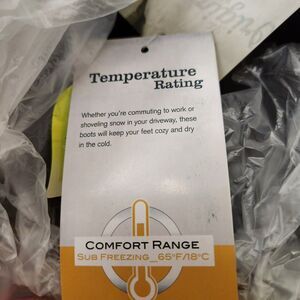 Temperature
Rating
Whether you're commuting to work or
shoveling snow in your driveway, these
boots will keep your feet cozy and dry
in the cold.
COMFORT RANGE
SUB FREEZING_65°F/18°C